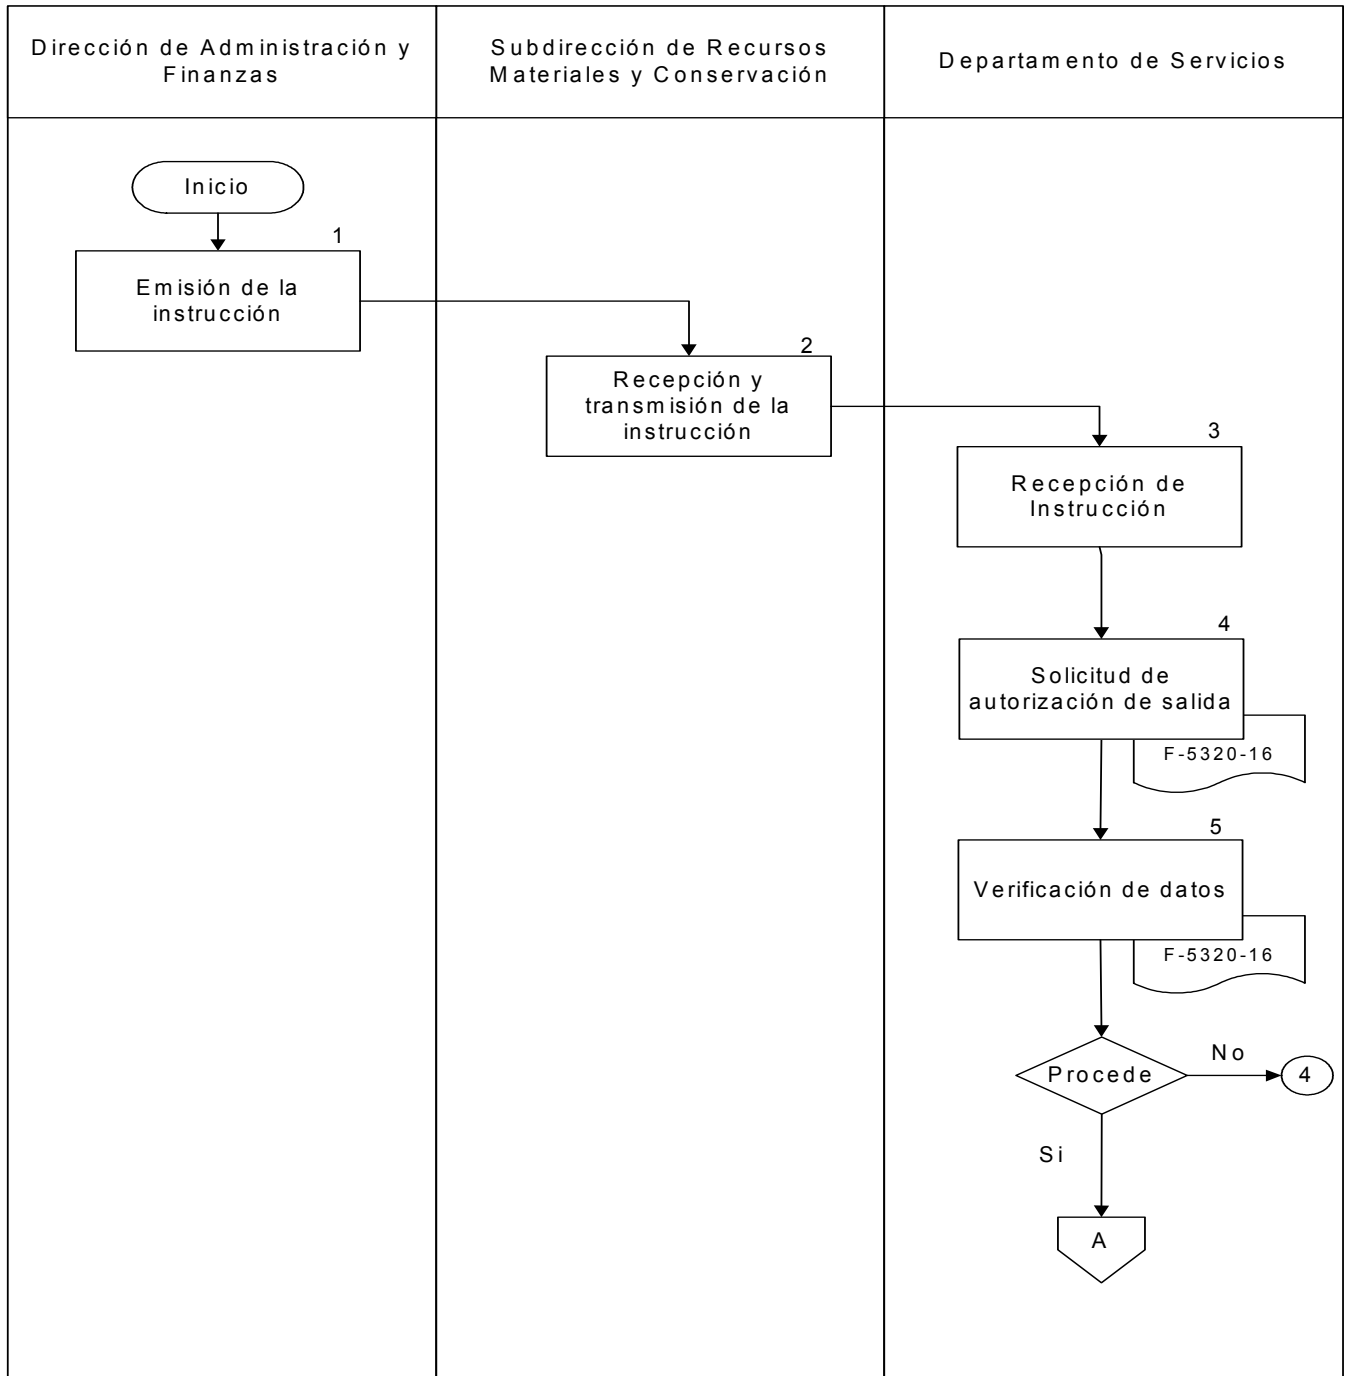 Dirección de Administración y
Finanzas
Subdirección de Recursos
Materiales y Conservación
Departamento de Servicios
Inicio
1
Emisión de la
instrucción
2
Recepción y
transmisión de la
instrucción
3
Recepción de
Instrucción
4
Solicitud de
autorización de salida
F-5320-16
5
Verificación de datos
F-5320-16
Procede
No
4
Si
A